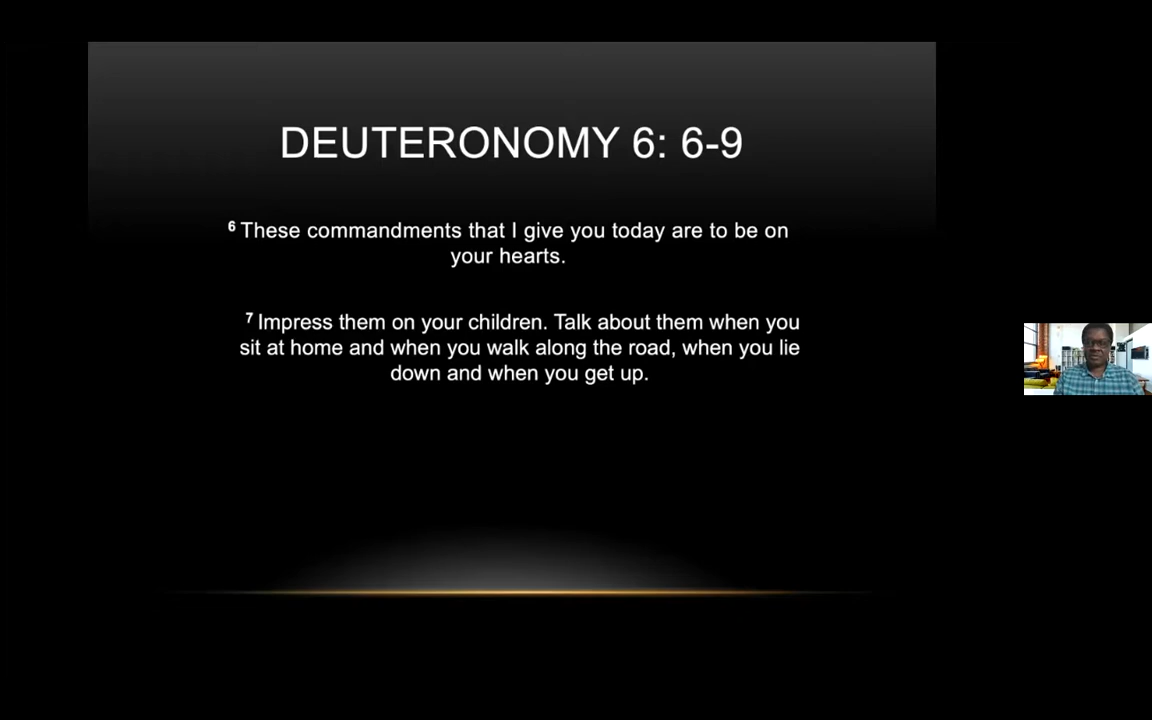 DEUTERONOMY 6: 6-9
6 These commandments that I give you today are to be on
your hearts.
7 Impress them on your children. Talk about them when you
sit at home and when you walk along the road, when you lie
down and when you get up.